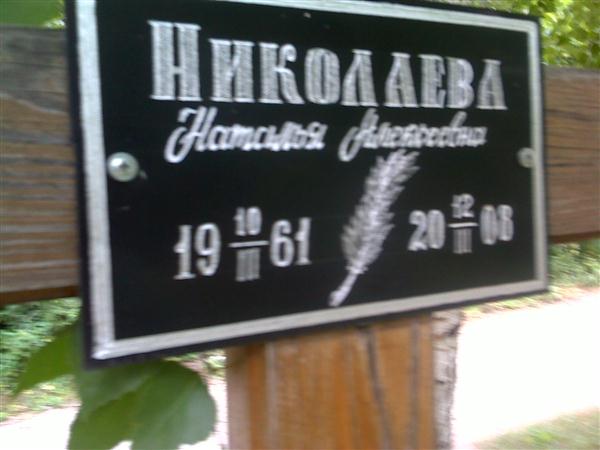 НИКОЛАЕВА
Наталья Алексеевна
19 10/III 61 20 12/III 08